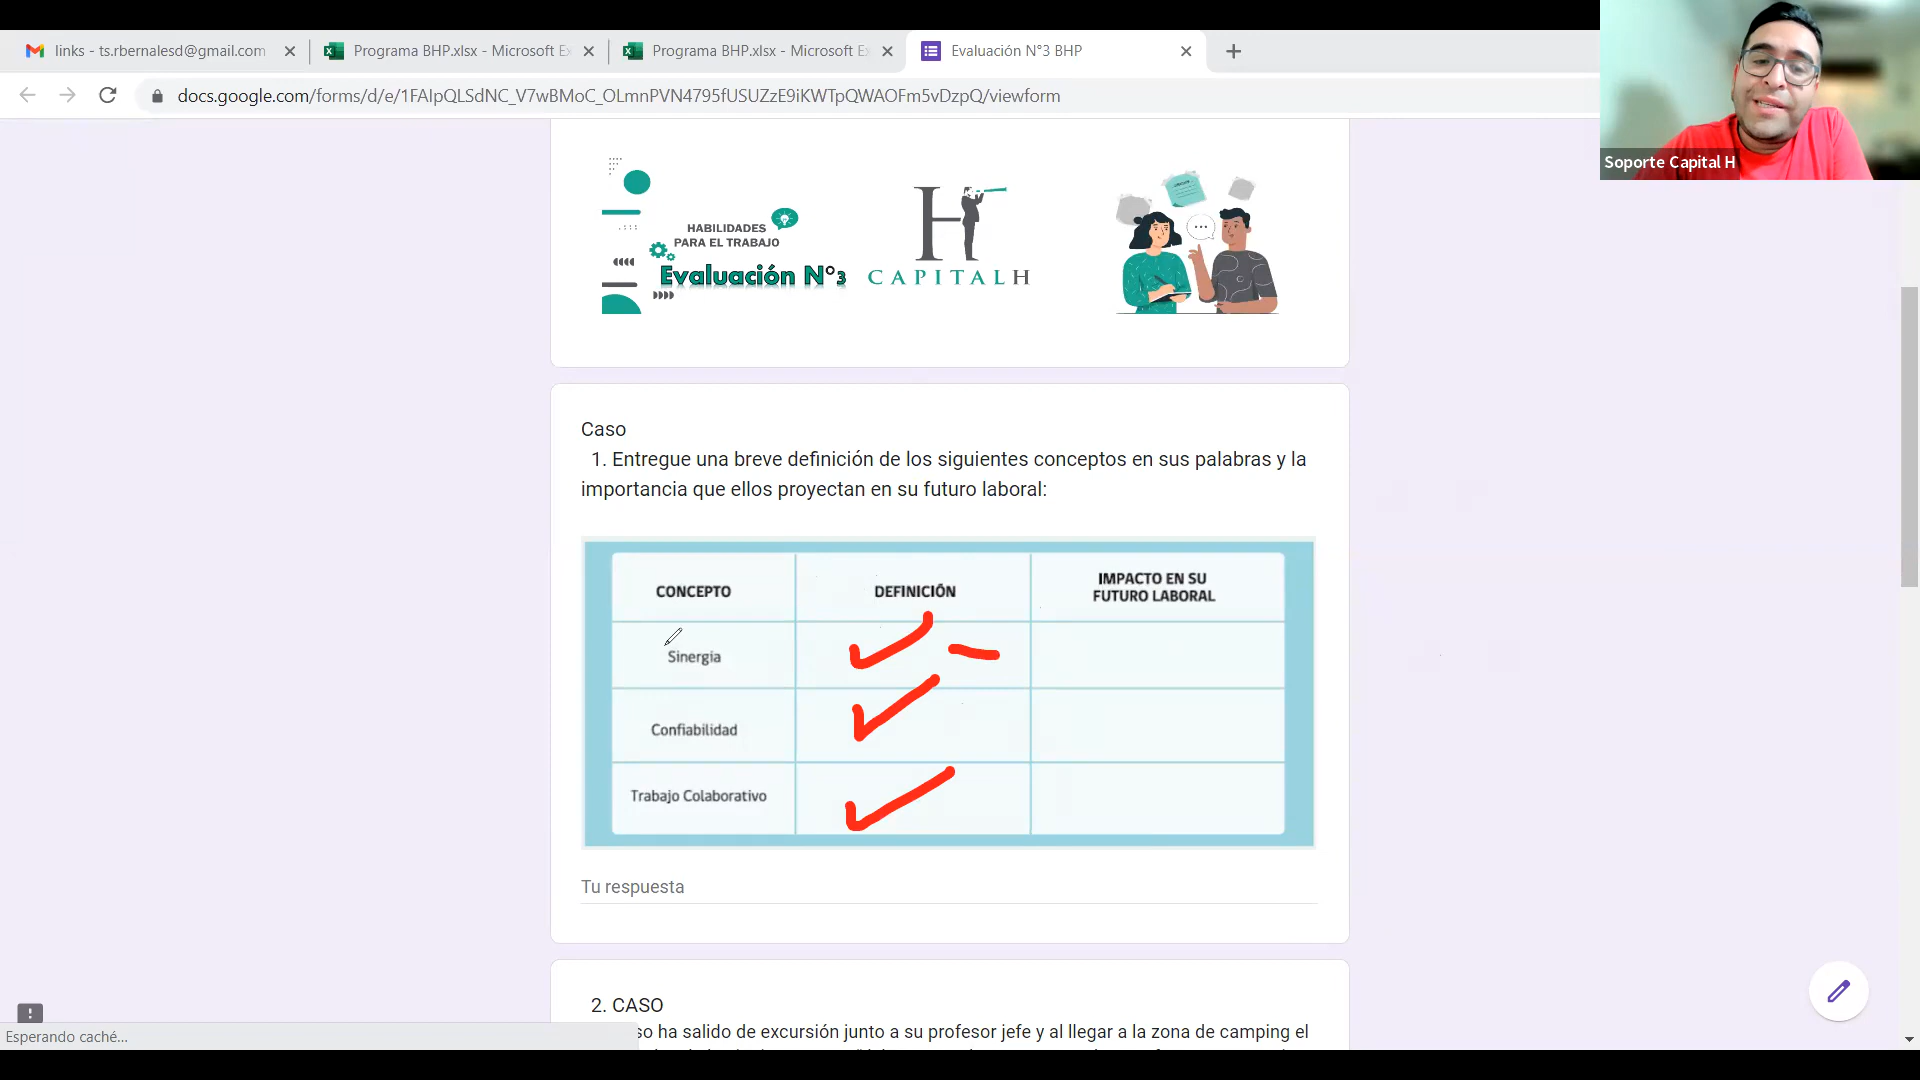 links - ts.rbernalesd@gmail.com
Programa BHP.xlsx - Microsoft Ex
Programa BHP.xlsx - Microsoft Ex
Evaluación N°3 BHP
docs.google.com/forms/d/e/1FAIpQLSdNC_V7wBMoC_OLmnPVN4795fUSUZzE9iKWTpQWAOFm5vDzpQ/viewform
Soporte Capital H
HABILIDADES
PARA EL TRABAJO
Evaluación N°3
H
CAPITALH
Caso
1. Entregue una breve definición de los siguientes conceptos en sus palabras y la
importancia que ellos proyectan en su futuro laboral:
CONCEPTO
DEFINICIÓN
IMPACTO EN SU
FUTURO LABORAL
Sinergia
Confiabilidad
Trabajo Colaborativo
Tu respuesta
2. CASO
so ha salido de excursión junto a su profesor jefe y al llegar a la zona de camping el
Esperando caché...